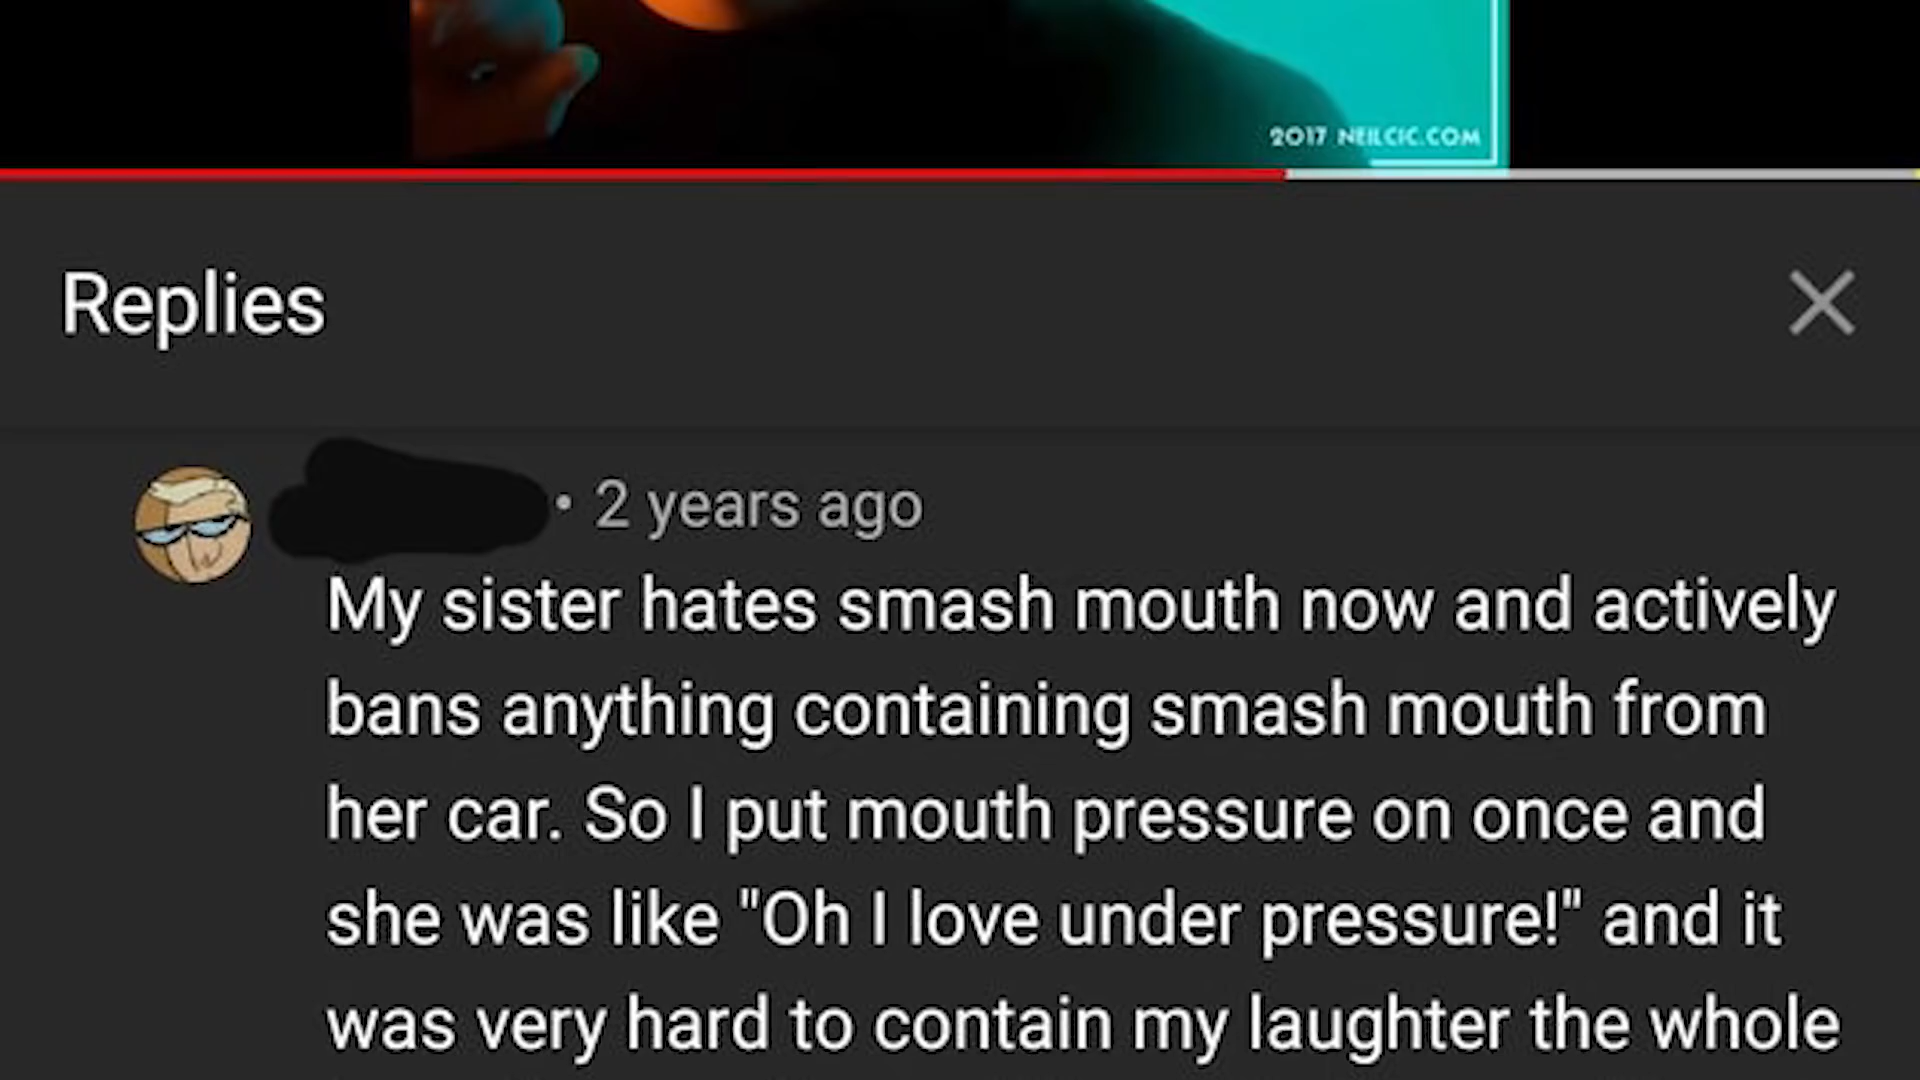 2017 NEILCIC.COM
Replies
• 2 years ago
My sister hates smash mouth now and actively
bans anything containing smash mouth from
her car. So I put mouth pressure on once and
she was like "Oh I love under pressure!" and it
was very hard to contain my laughter the whole